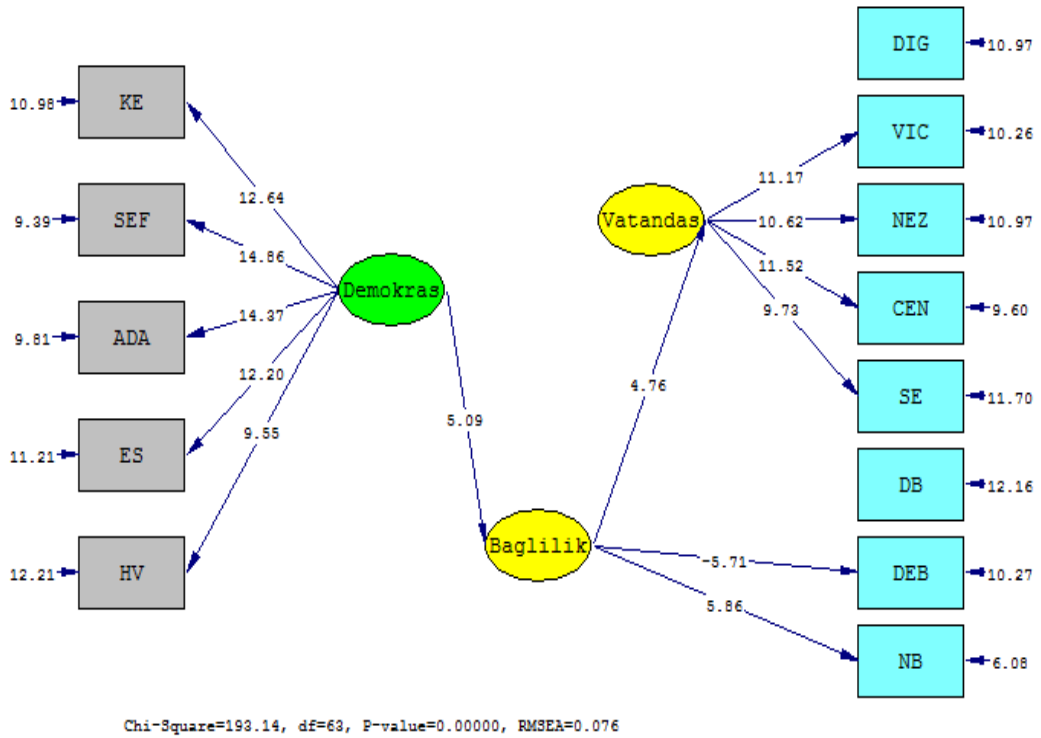 DIG
10.97
10.98
KE
VIC
10.26
11.17
12.64
9.39
SEF
Vatandas
10.62
NEZ
10.97
14.86
11.52
Demokras
14.37
9.73
CEN
9.60
9.81
ADA
12.20
4.76
SE
11.70
5.09
9.55
11.21
ES
DB
12.16
Baglilik
-5.71
DEB
10.27
12.21
HV
5.86
NB
6.08
Chi-Square=193.14, df=63, P-value=0.00000, RMSEA=0.076